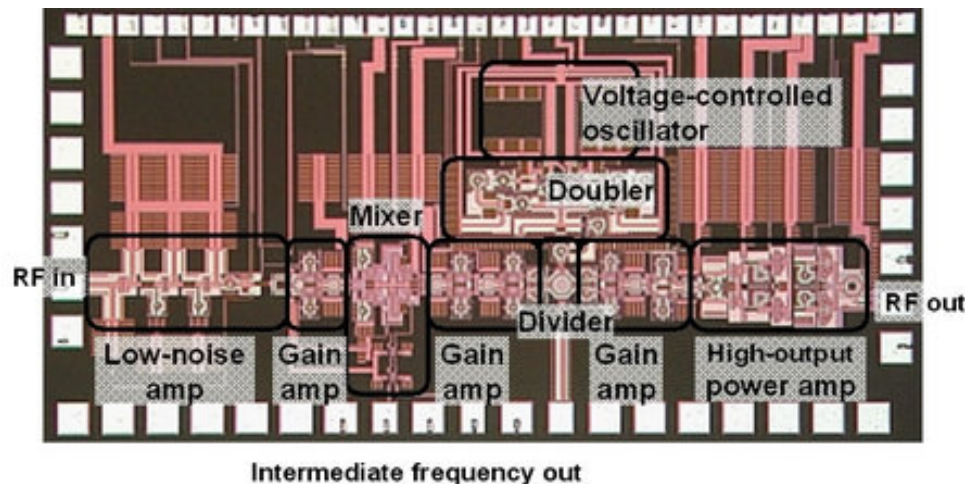 Voltage-controlled
oscillator
Doubler
Mixer
RF in
RF out
Divider
Low-noise
amp
Gain
amp
Gain
amp
Gain
amp
High-output
power amp
Intermediate frequency out